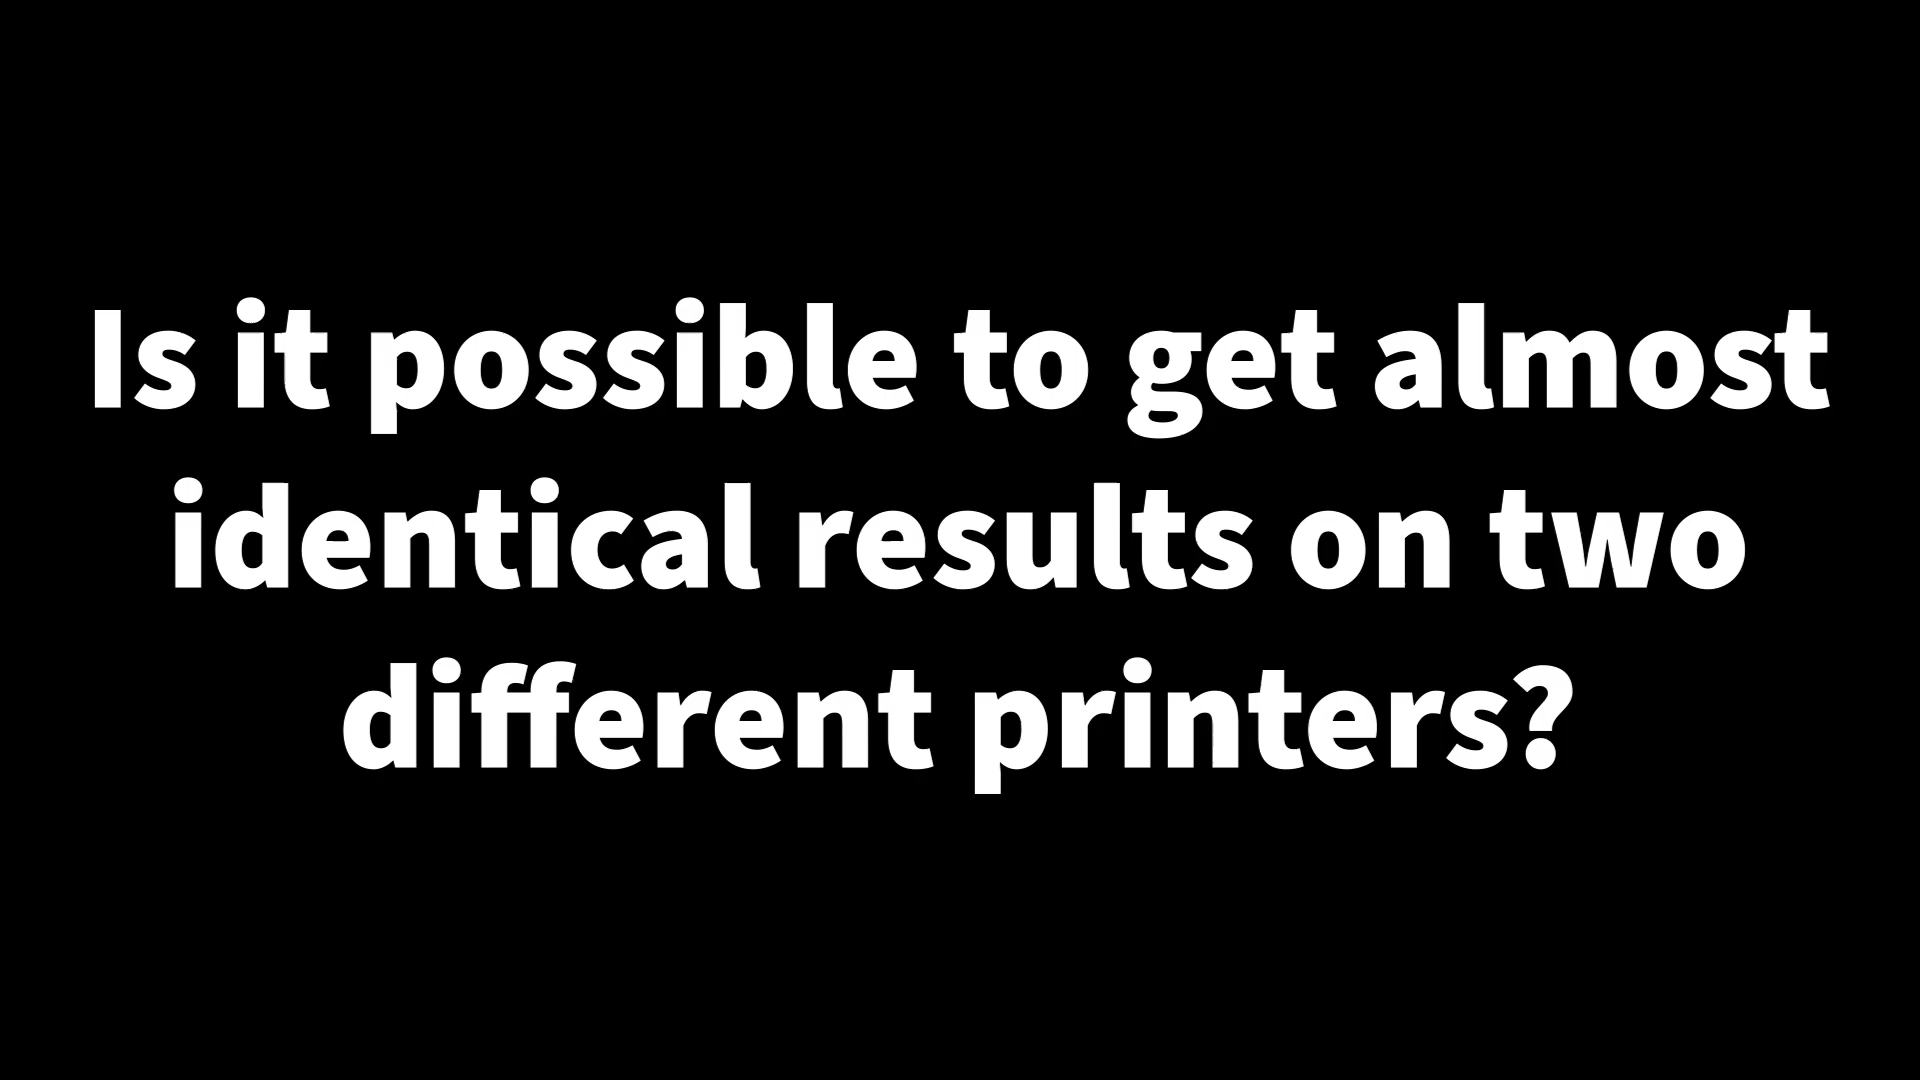 Is it possible to get almost
identical results on two
different printers?